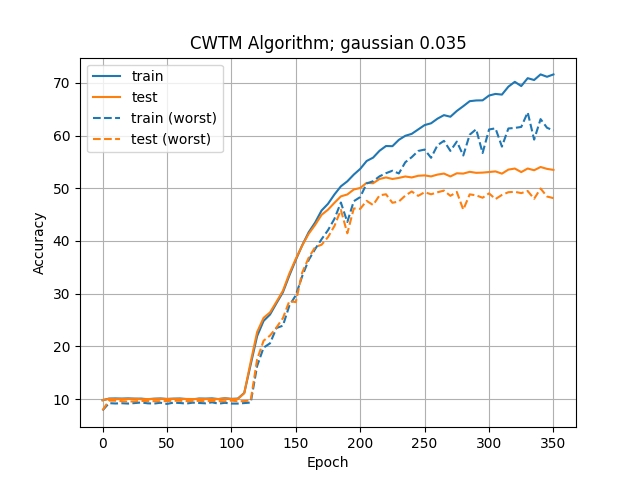 CWTM Algorithm; gaussian 0.035
train
test
train (worst)
test (worst)
Accuracy
70
60
50
40
30
20
10
0 50 100 150 200 250 300 350
Epoch